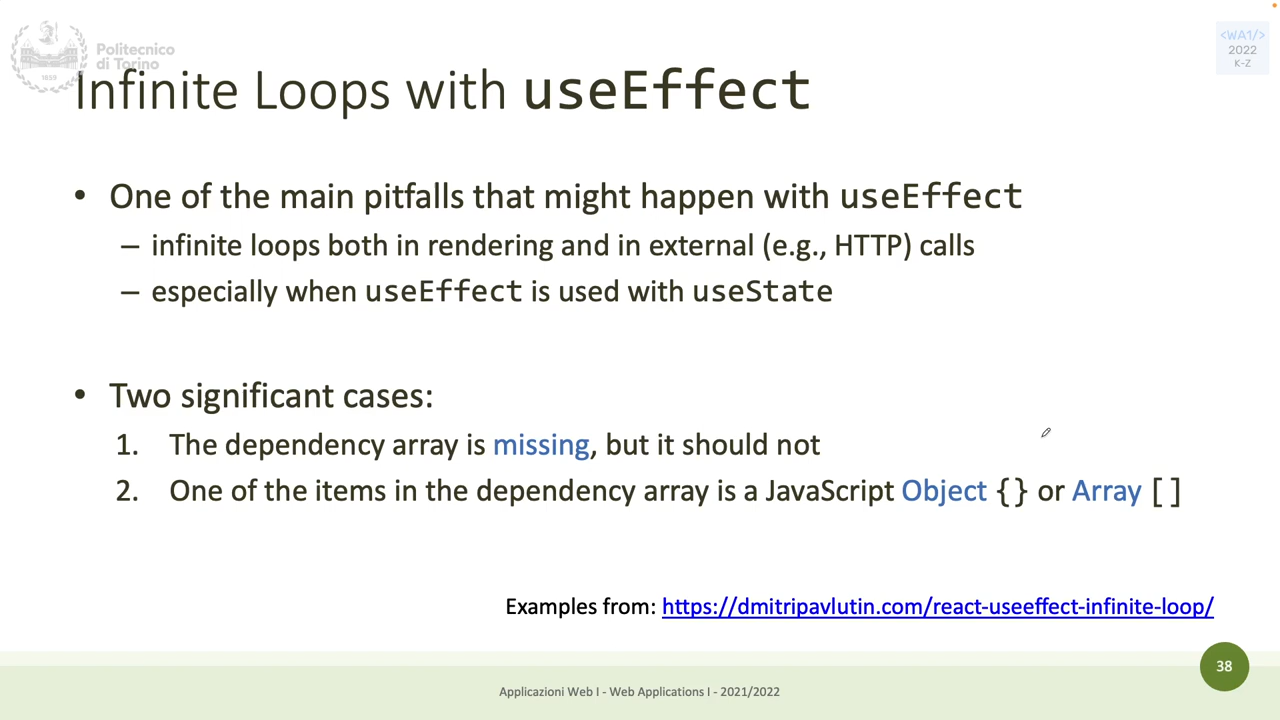 Politecnico
di Torino
1859
<WA1/>
2022
K-Z
Infinite Loops with useEffect
• One of the main pitfalls that might happen with useEffect
– infinite loops both in rendering and in external (e.g., HTTP) calls
– especially when useEffect is used with useState
• Two significant cases:
1. The dependency array is missing, but it should not
2. One of the items in the dependency array is a JavaScript Object {} or Array []
Examples from: https://dmitripavlutin.com/react-useeffect-infinite-loop/
38
Applicazioni Web I - Web Applications I - 2021/2022